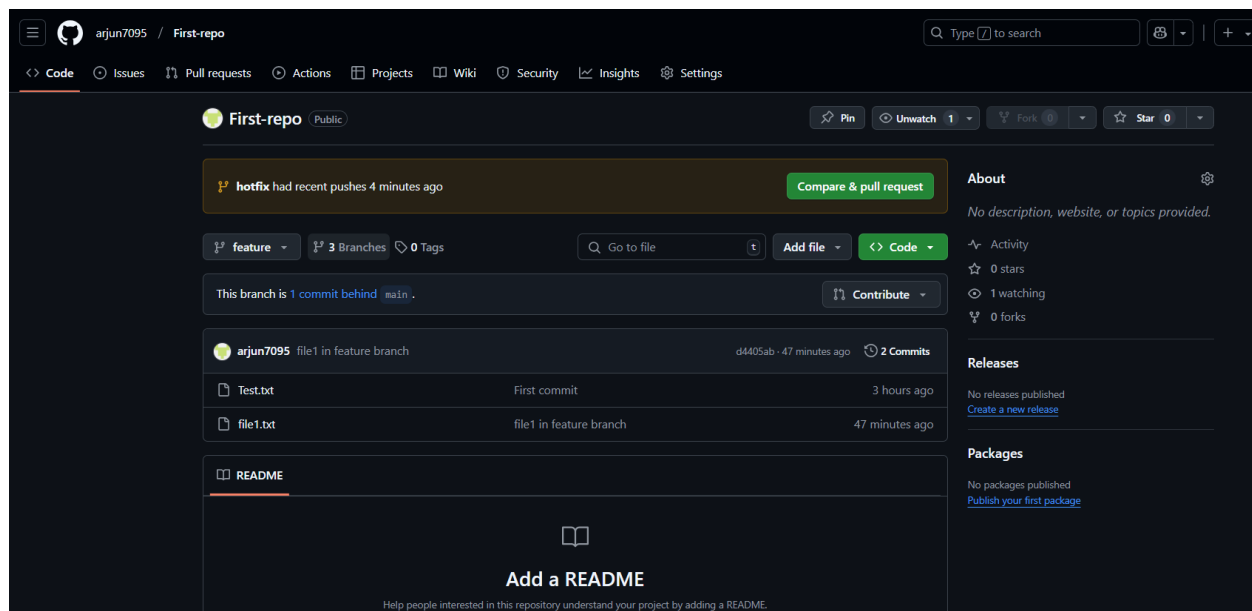 arjun7095 / First-repo
Type / to search
Code Issues Pull requests Actions Projects Wiki Security Insights Settings
First-repo Public
Pin Unwatch 1 Fork 0 Star 0
hotfix had recent pushes 4 minutes ago
Compare & pull request
feature 3 Branches 0 Tags
Go to file t Add file Code
This branch is 1 commit behind main .
Contribute
arjun7095 file1 in feature branch d4405ab · 47 minutes ago 2 Commits
Test.txt First commit 3 hours ago
file1.txt file1 in feature branch 47 minutes ago
README
Add a README
Help people interested in this repository understand your project by adding a README.
About
No description, website, or topics provided.
Activity
0 stars
1 watching
0 forks
Releases
No releases published
Create a new release
Packages
No packages published
Publish your first package